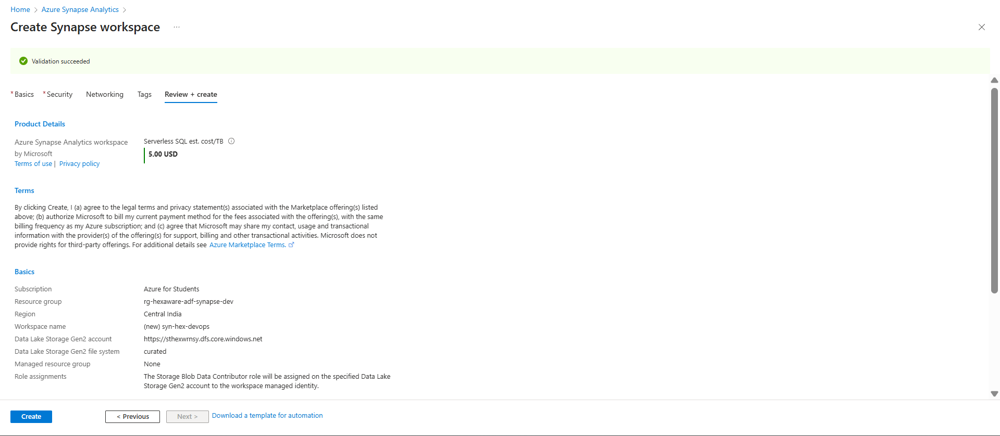 Home > Azure Synapse Analytics >
Create Synapse workspace ...
Validation succeeded
* Basics * Security Networking Tags Review + create
Product Details
Azure Synapse Analytics workspace
by Microsoft
Terms of use | Privacy policy
Serverless SQL est. cost/TB
5.00 USD
Terms
By clicking Create, I (a) agree to the legal terms and privacy statement(s) associated with the Marketplace offering(s) listed
above; (b) authorize Microsoft to bill my current payment method for the fees associated with the offering(s), with the same
billing frequency as my Azure subscription; and (c) agree that Microsoft may share my contact, usage and transactional
information with the provider(s) of the offering(s) for support, billing and other transactional activities. Microsoft does not
provide rights for third-party offerings. For additional details see Azure Marketplace Terms.
Basics
Subscription Azure for Students
Resource group rg-hexaware-adf-synapse-dev
Region Central India
Workspace name (new) syn-hex-devops
Data Lake Storage Gen2 account https://sthexwrnsy.dfs.core.windows.net
Data Lake Storage Gen2 file system curated
Managed resource group None
Role assignments The Storage Blob Data Contributor role will be assigned on the specified Data Lake
Storage Gen2 account to the workspace managed identity.
Create < Previous Next > Download a template for automation